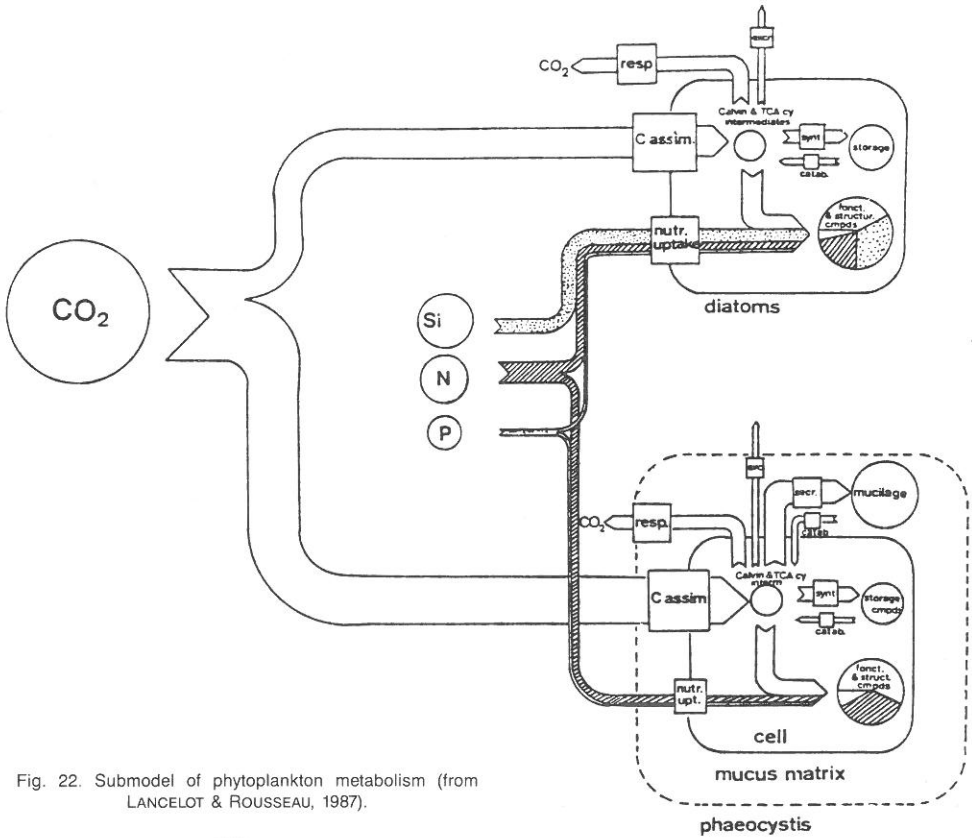 excr.
CO₂
resp
Calvin & TCA cy
intermediates
C assim.
synt
storage
catab.
fonct.
& structur.
cmpds
nutr.
uptake
diatoms
CO₂
Si
N
P
mucilage
secr.
CO₂
resp.
catab.
Calvin & TCA cy
interm
C assim
synt
storage
cmpds
catab.
fonct.
& struct.
cmpds
nutr.
upt.
cell
mucus matrix
phaeocystis
Fig. 22. Submodel of phytoplankton metabolism (from
LANCELOT & ROUSSEAU, 1987).